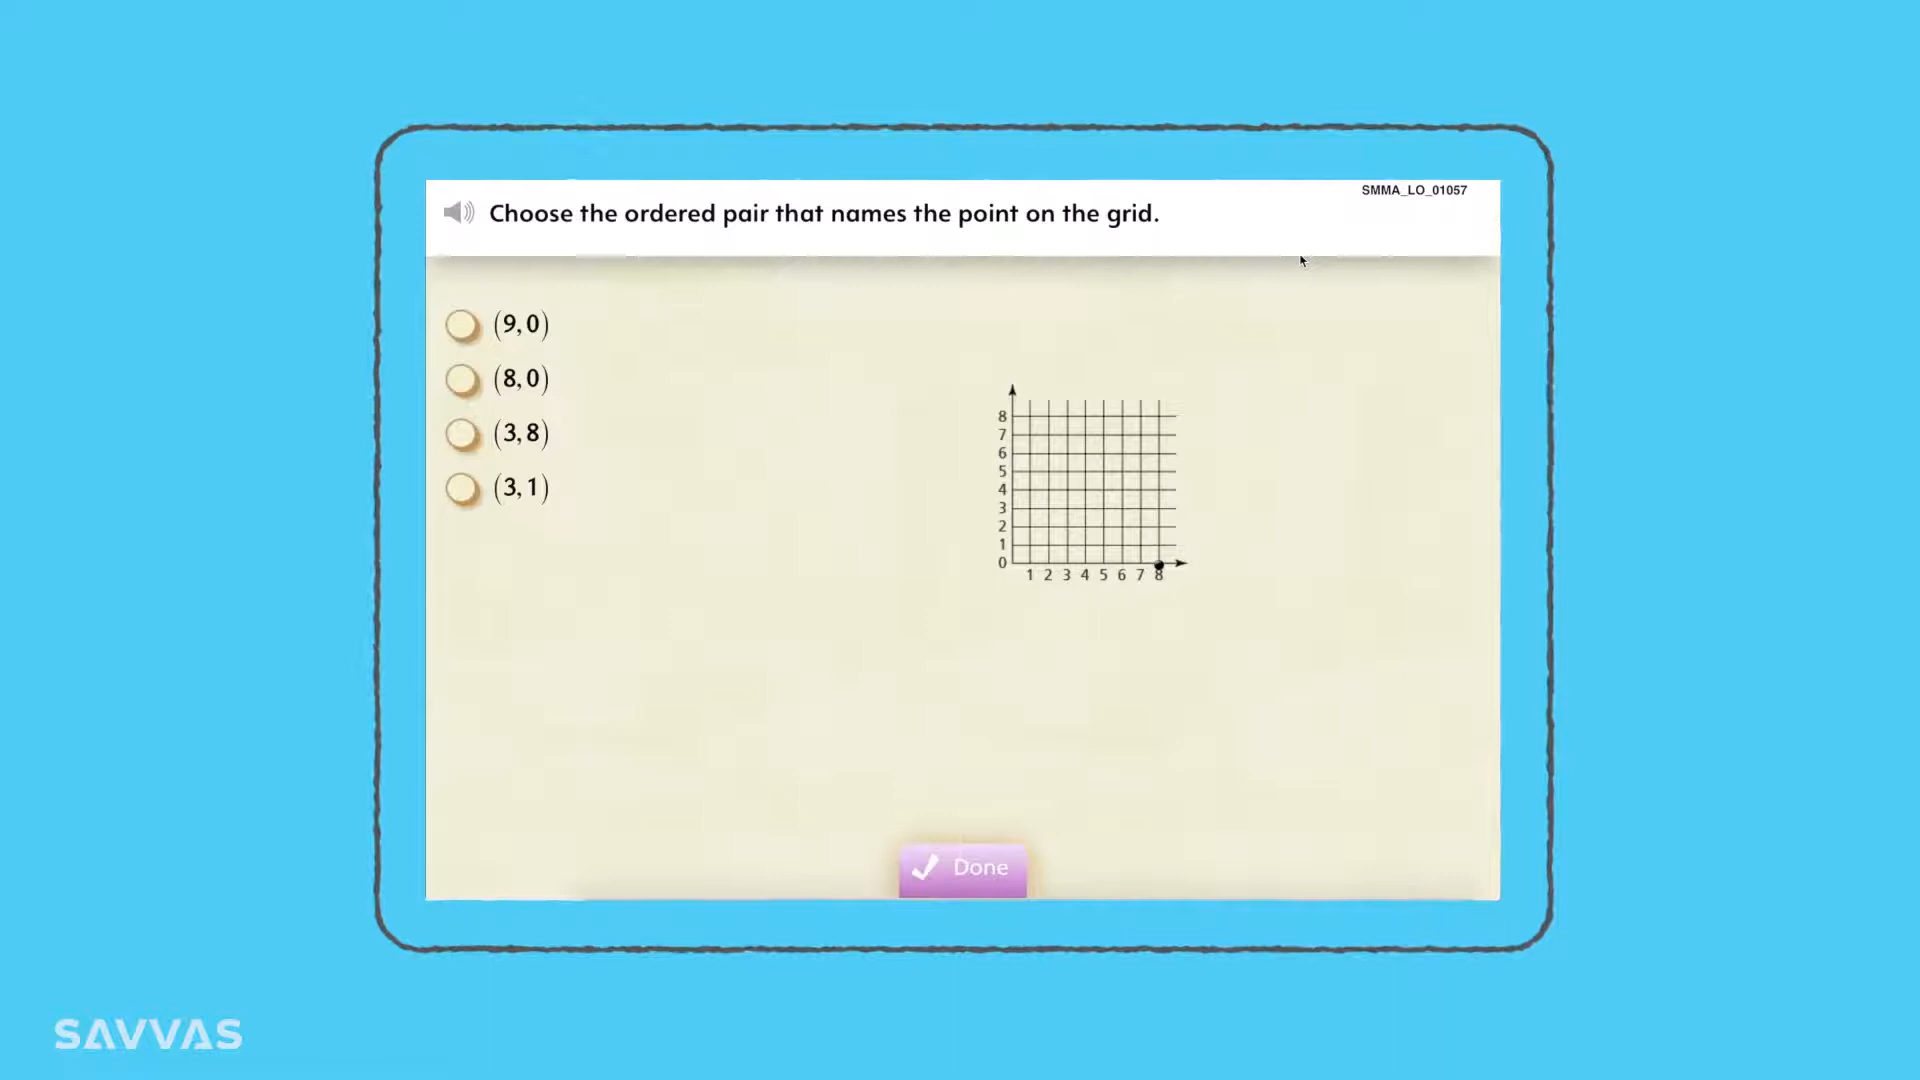 SMMA_LO_01057
Choose the ordered pair that names the point on the grid.
(9,0)
(8,0)
(3,8)
(3,1)
8
7
6
5
4
3
2
1
0
1 2 3 4 5 6 7 8
Done
SAVVAS